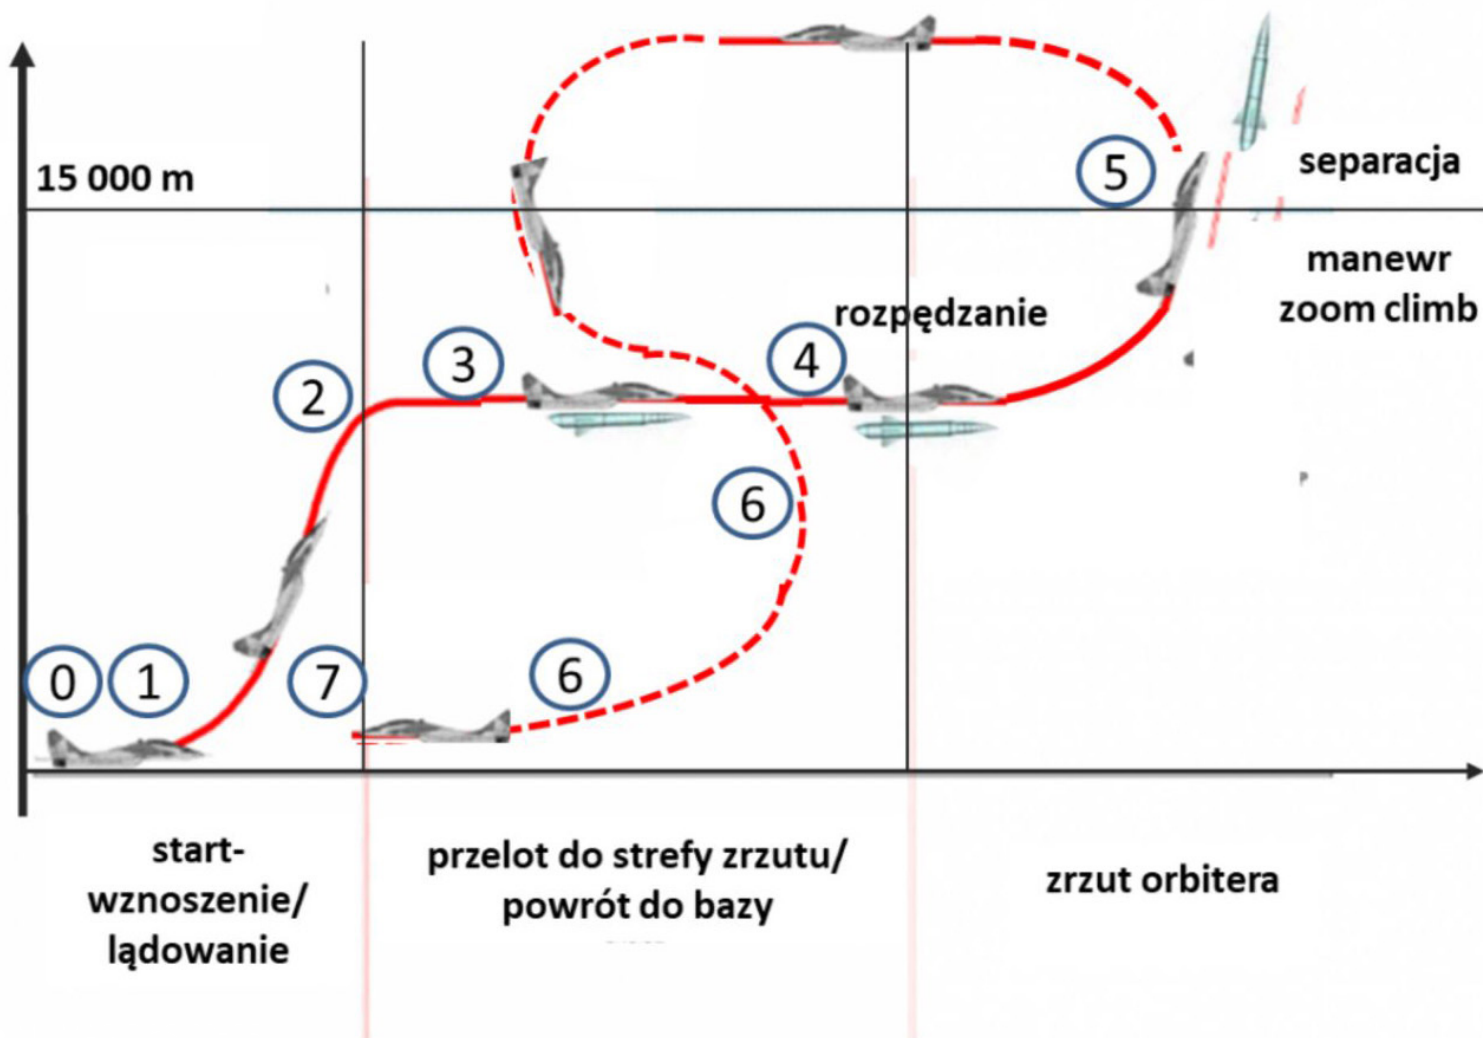 15 000 m
5
separacja
manewr
zoom climb
rozpędzanie
4
3
2
6
0
1
7
6
start-
wznoszenie/
lądowanie
przelot do strefy zrzutu/
powrót do bazy
zrzut orbitera